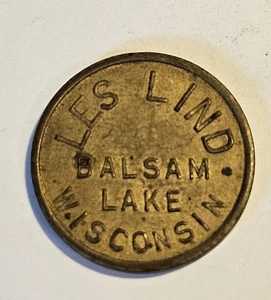 LES LIND
BALSAM
LAKE
WISCONSIN